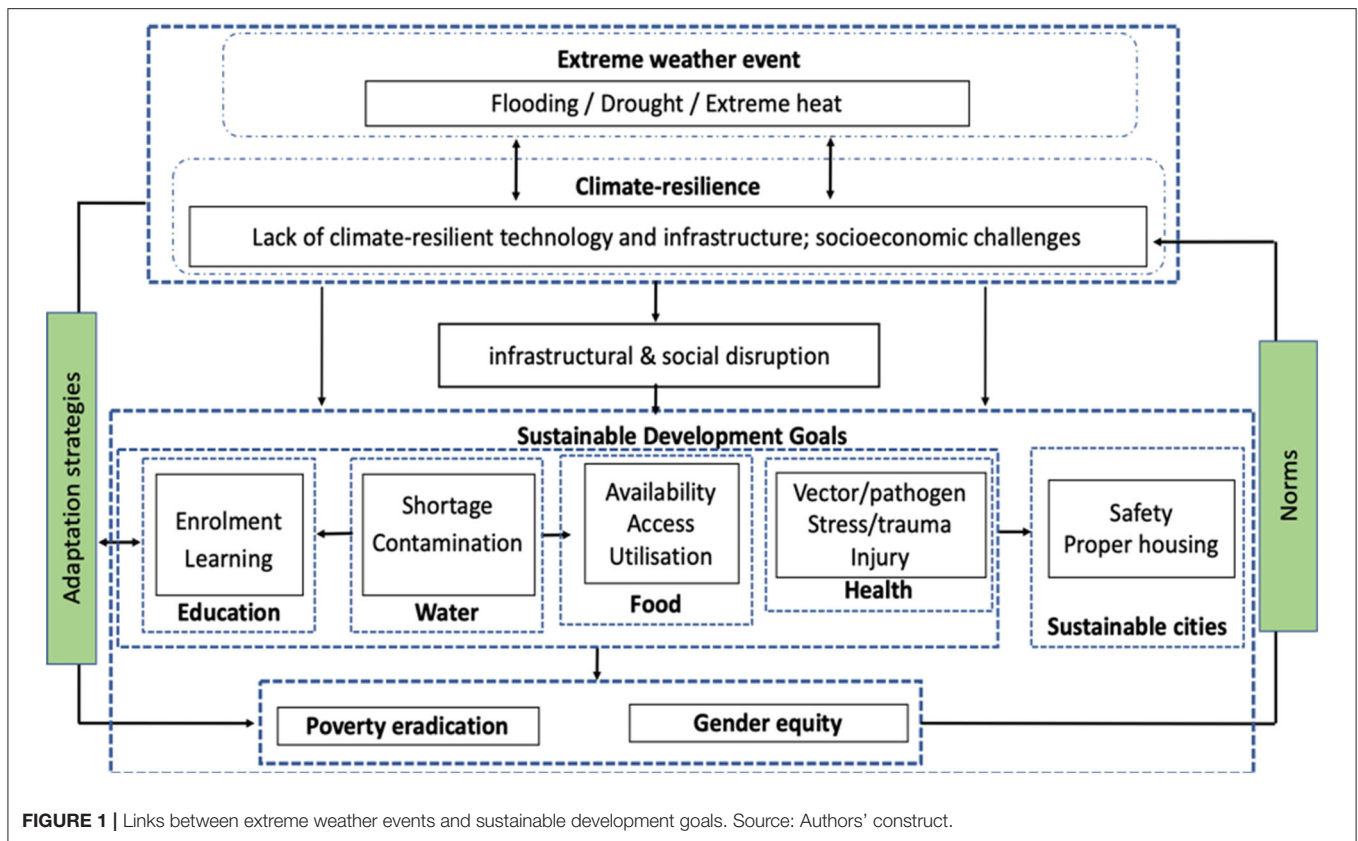 Extreme weather event
Flooding / Drought / Extreme heat
Climate-resilience
Lack of climate-resilient technology and infrastructure; socioeconomic challenges
infrastructural & social disruption
Adaptation strategies
Norms
Sustainable Development Goals
Enrolment
Learning
Education
Shortage
Contamination
Water
Availability
Access
Utilisation
Food
Vector/pathogen
Stress/trauma
Injury
Health
Safety
Proper housing
Sustainable cities
Poverty eradication
Gender equity
FIGURE 1 | Links between extreme weather events and sustainable development goals. Source: Authors’ construct.